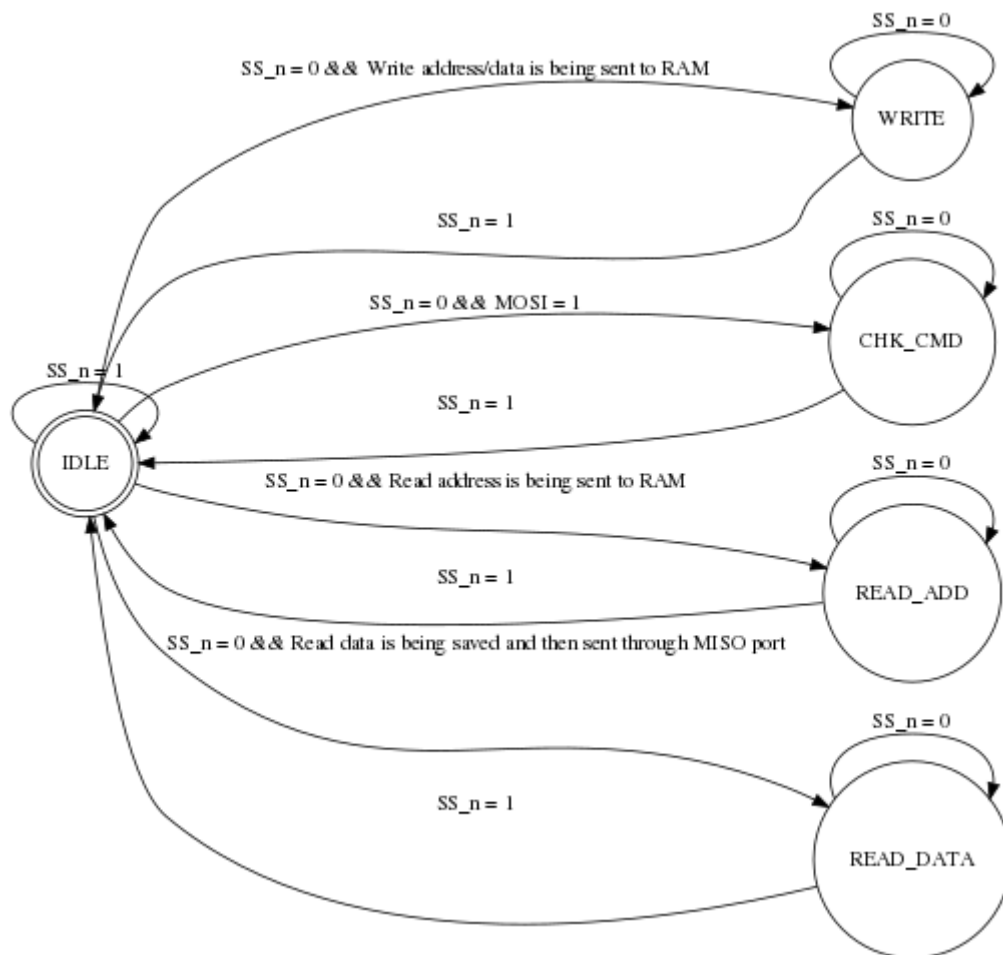 SS_n = 0
SS_n = 0 && Write address/data is being sent to RAM
WRITE
SS_n = 1
SS_n = 0
SS_n = 0 && MOSI = 1
CHK_CMD
SS_n = 1
SS_n = 1
IDLE
SS_n = 0
SS_n = 0 && Read address is being sent to RAM
SS_n = 1
READ_ADD
SS_n = 0 && Read data is being saved and then sent through MISO port
SS_n = 0
SS_n = 1
READ_DATA